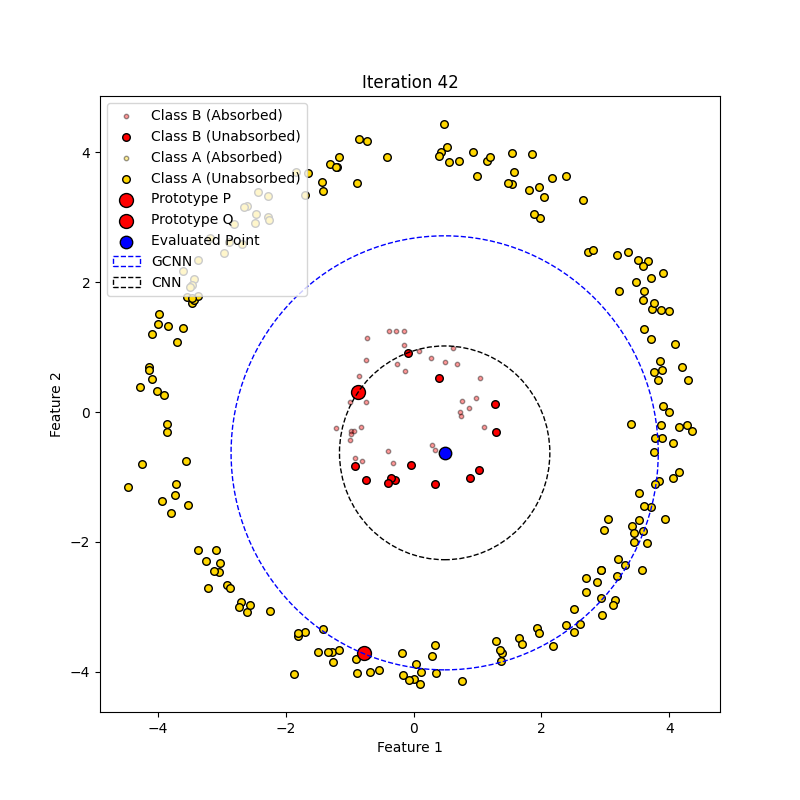 Iteration 42
Class B (Absorbed)
Class B (Unabsorbed)
Class A (Absorbed)
Class A (Unabsorbed)
Prototype P
Prototype Q
Evaluated Point
GCNN
CNN
4
2
0
−2
−4
Feature 2
−4 −2 0 2 4
Feature 1